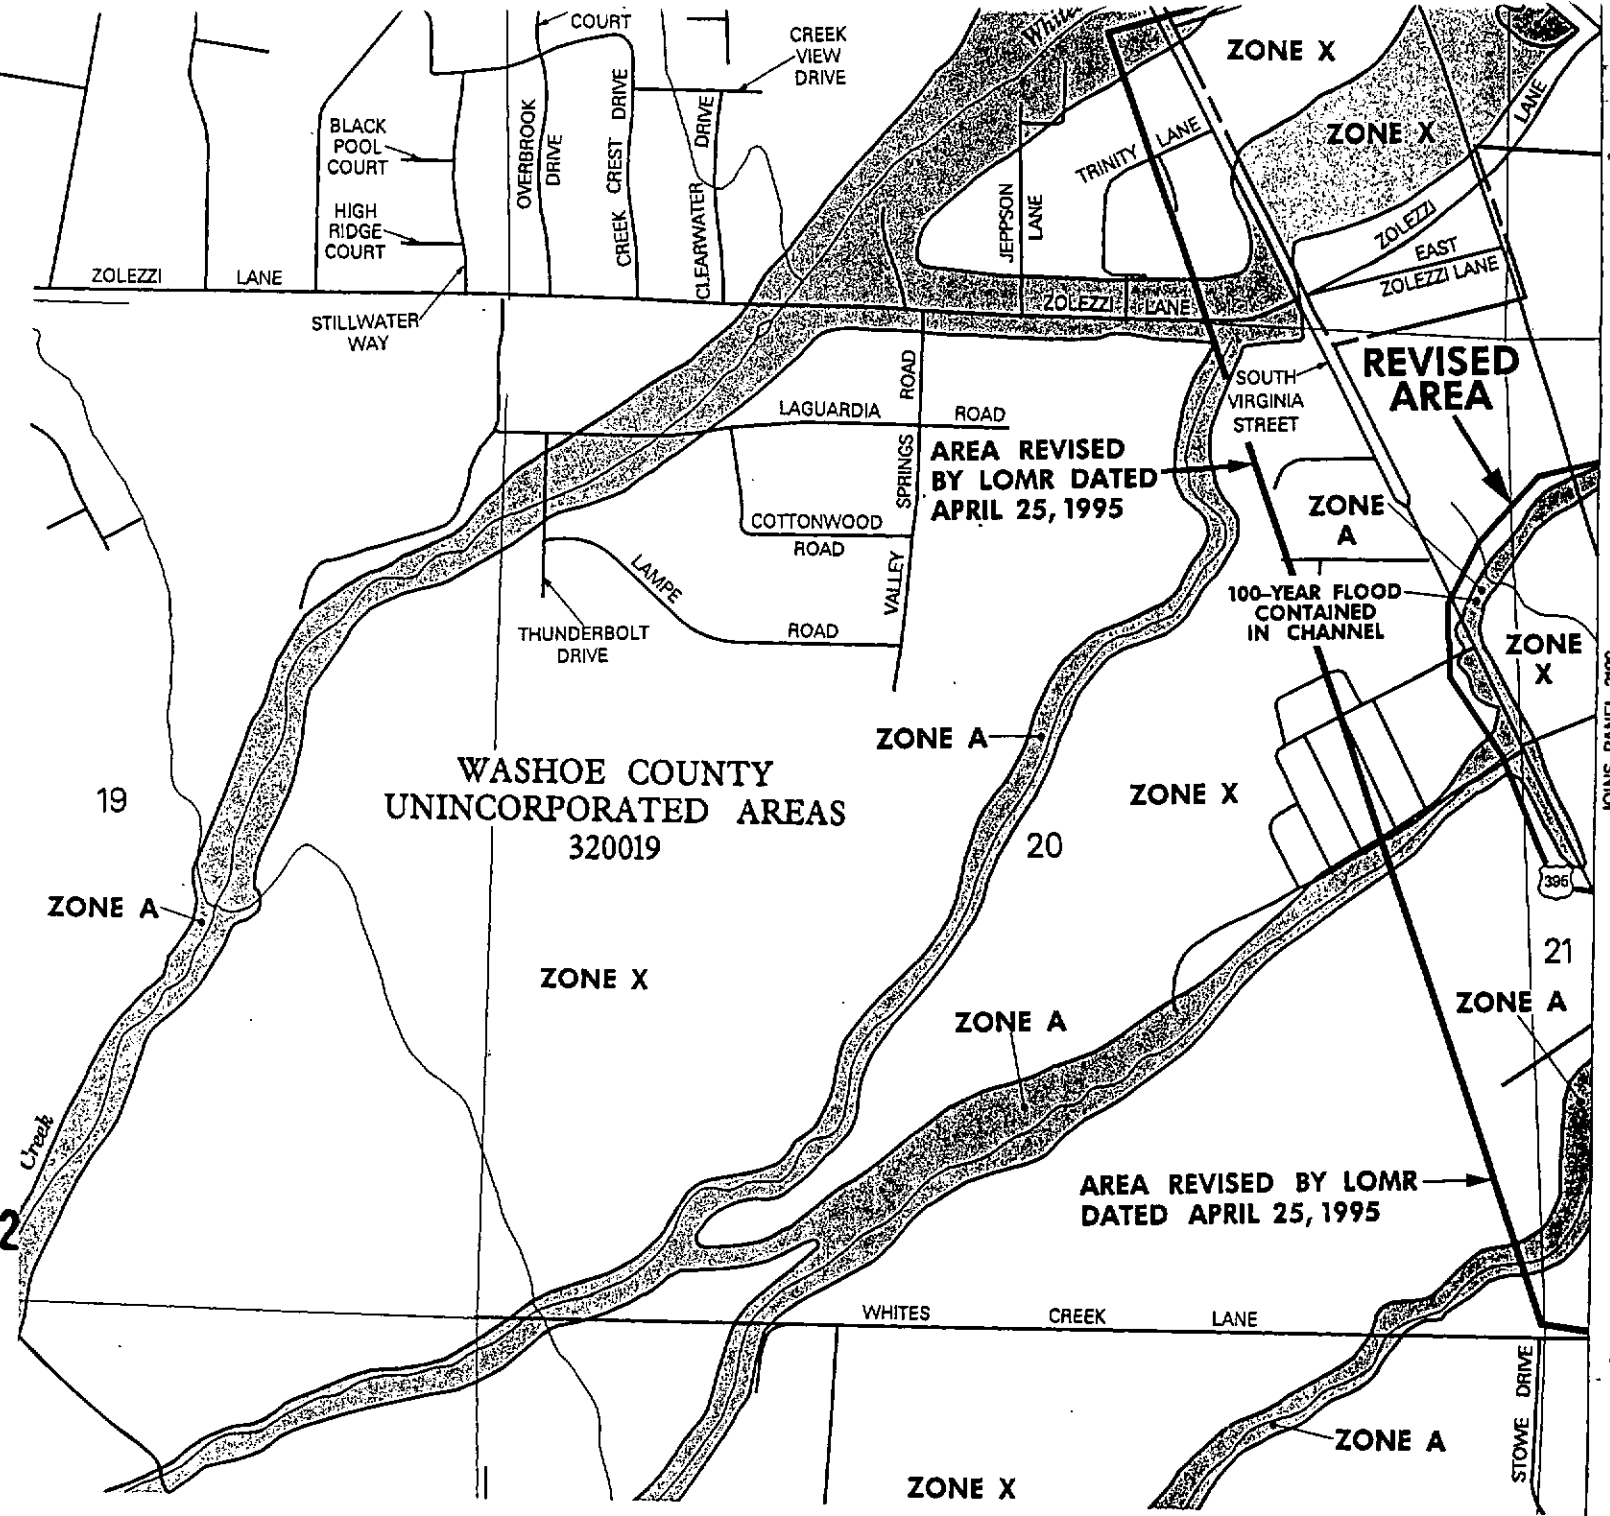 COURT
CREEK
VIEW
DRIVE
White
ZONE X
BLACK
POOL
COURT
OVERBROOK
DRIVE
CREEK CREST DRIVE
CLEARWATER DRIVE
TRINITY LANE
ZONE X
LANE
HIGH
RIDGE
COURT
JEPPSON
LANE
ZOLEZZI
EAST
ZOLEZZI LANE
ZOLEZZI LANE
ZOLEZZI LANE
STILLWATER
WAY
REVISED
AREA
SOUTH
VIRGINIA
STREET
LAGUARDIA ROAD
AREA REVISED
BY LOMR DATED
APRIL 25, 1995
VALLEY SPRINGS ROAD
ZONE
A
COTTONWOOD
ROAD
LAMPE ROAD
THUNDERBOLT
DRIVE
100-YEAR FLOOD
CONTAINED
IN CHANNEL
ZONE
X
ZONE A
WASHOE COUNTY
UNINCORPORATED AREAS
320019
19
20
ZONE X
395
ZONE A
ZONE X
21
ZONE A
ZONE A
Creek
2
AREA REVISED BY LOMR
DATED APRIL 25, 1995
WHITES CREEK LANE
STOWE DRIVE
ZONE A
ZONE X